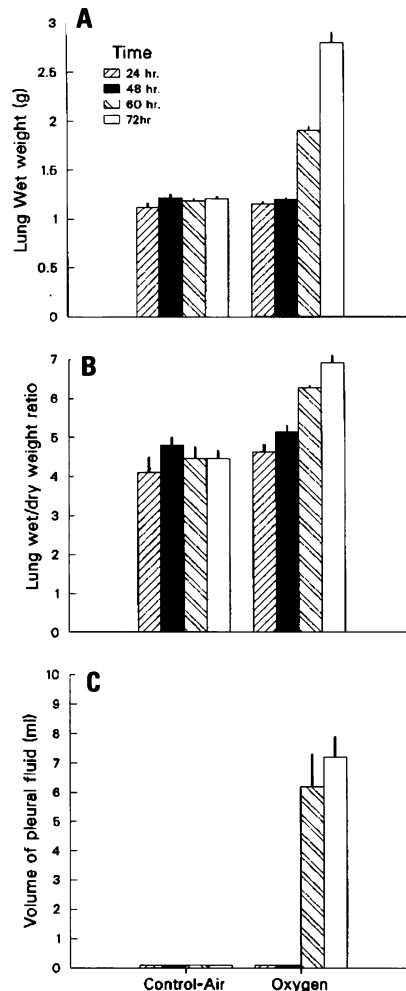 A
Time
24 hr.
48 hr.
60 hr.
72hr
Lung Wet weight (g)
3
2.5
2
1.5
1
0.5
0
B
Lung wet/dry weight ratio
7
6
5
4
3
2
1
0
C
Volume of pleural fluid (ml)
10
9
8
7
6
5
4
3
2
1
0
Control-Air
Oxygen